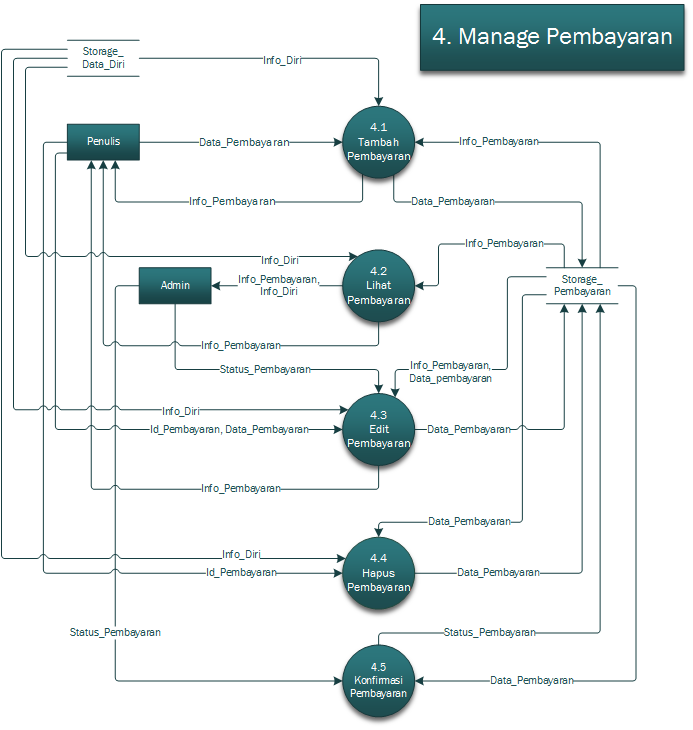 4. Manage Pembayaran
Storage_
Data_Diri
Info_Diri
Penulis
Data_Pembayaran
4.1
Tambah
Pembayaran
Info_Pembayaran
Info_Pembayaran
Data_Pembayaran
Info_Pembayaran
Info_Diri
4.2
Lihat
Pembayaran
Admin
Info_Pembayaran,
Info_Diri
Storage_
Pembayaran
Info_Pembayaran
Status_Pembayaran
Info_Pembayaran,
Data_pembayaran
Info_Diri
4.3
Edit
Pembayaran
Id_Pembayaran, Data_Pembayaran
Data_Pembayaran
Info_Pembayaran
Data_Pembayaran
Info_Diri
4.4
Hapus
Pembayaran
Id_Pembayaran
Data_Pembayaran
Status_Pembayaran
Status_Pembayaran
4.5
Konfirmasi
Pembayaran
Data_Pembayaran